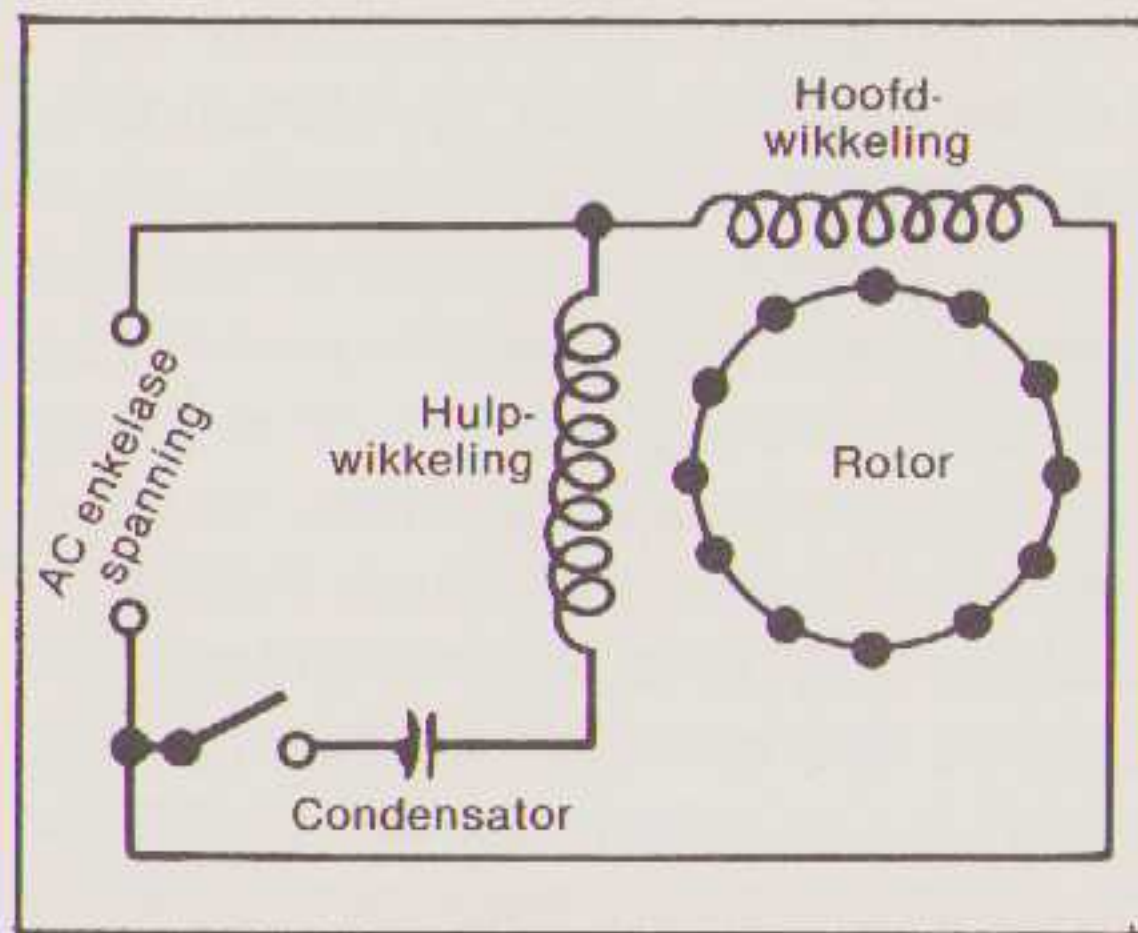 Hoofd-
wikkeling
AC enkelase
spanning
Hulp-
wikkeling
Rotor
Condensator